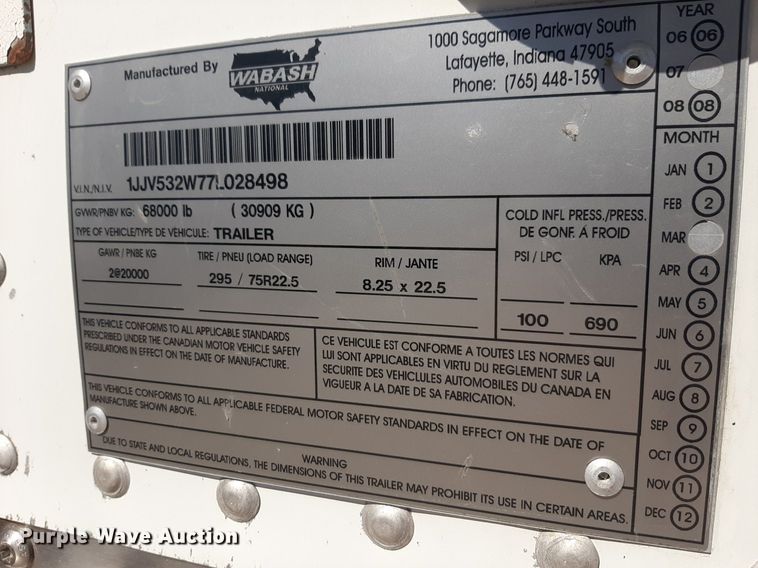 Manufactured By
WABASH
NATIONAL
1000 Sagamore Parkway South
Lafayette, Indiana 47905
Phone: (765) 448-1591
YEAR
06 06
07
08 08
MONTH
JAN 1
FEB 2
MAR
APR 4
MAY 5
JUN 6
JUL 7
AUG 8
SEP 9
OCT 10
NOV 11
DEC 12
V.I.N./N.I.V. 1JJV532W77L028498
GVWR/PNBV KG: 68000 lb ( 30909 KG )
TYPE OF VEHICLE/TYPE DE VÉHICULE: TRAILER
GAWR / PNBE KG TIRE / PNEU (LOAD RANGE) RIM / JANTE
2@20000 295 / 75R22.5 8.25 x 22.5
COLD INFL PRESS./PRESS.
DE GONF. À FROID
PSI / LPC KPA
100 690
THIS VEHICLE CONFORMS TO ALL APPLICABLE STANDARDS
PRESCRIBED UNDER THE CANADIAN MOTOR VEHICLE SAFETY
REGULATIONS IN EFFECT ON THE DATE OF MANUFACTURE.
CE VEHICULE EST CONFORME A TOUTES LES NORMES QUI
LUI SONT APPLICABLES EN VIRTU DU REGLEMENT SUR LA
SECURITE DES VEHICLULES AUTOMOBILES DU CANADA EN
VIGUEUR A LA DATE DE SA FABRICATION.
THIS VEHICLE CONFORMS TO ALL APPLICABLE FEDERAL MOTOR SAFETY STANDARDS IN EFFECT ON THE DATE OF
MANUFACTURE SHOWN ABOVE.
WARNING
DUE TO STATE AND LOCAL REGULATIONS, THE DIMENSIONS OF THIS TRAILER MAY PROHIBIT ITS USE IN CERTAIN AREAS.
Purple Wave Auction
Purple Wave Auction